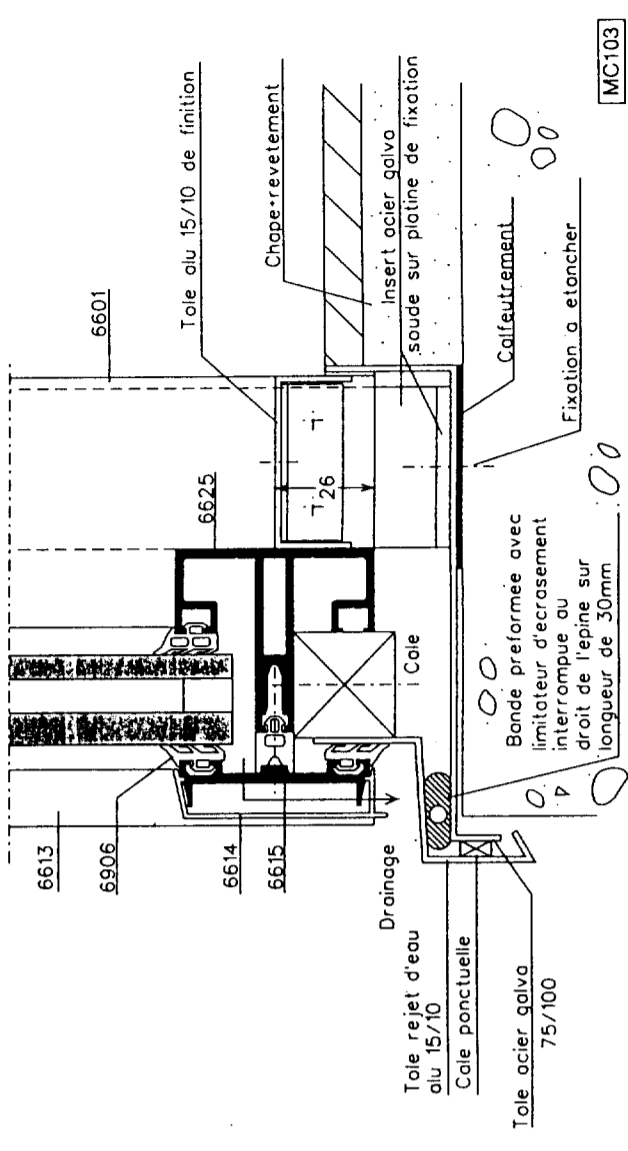 6601
Tole alu 15/10 de finition
Chape+revetement
Insert acier galva
soude sur platine de fixation
Calfeutrement
Fixation a etancher
MC103
6625
26
Cale
Bande preformee avec
limitateur d'ecrasement
interrompue au
droit de l'epine sur
longueur de 30mm
6613
6906
6614
6615
Drainage
Tole rejet d'eau
alu 15/10
Cale ponctuelle
Tole acier galva
75/100